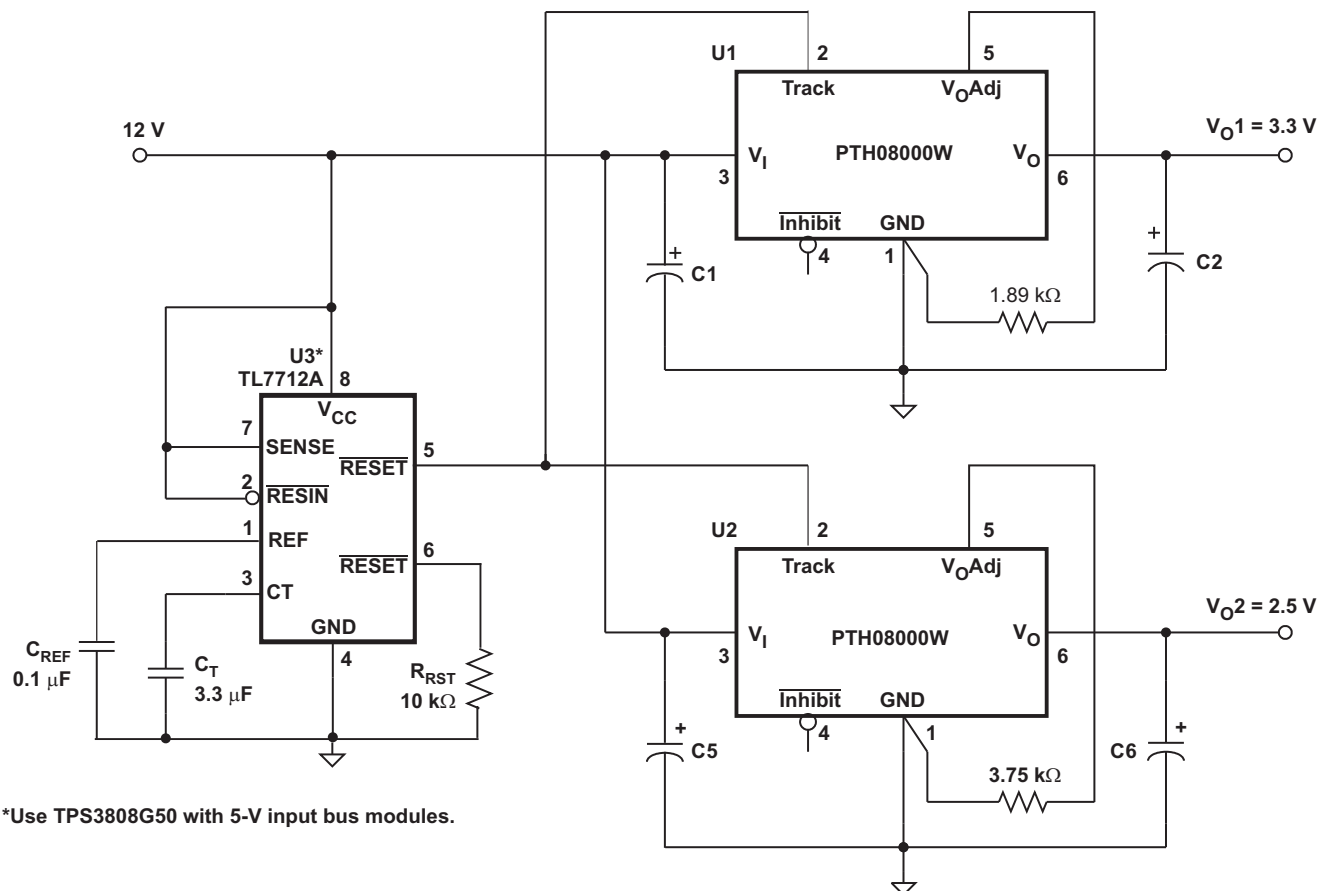 U1
2
5
Track
VOAdj
12 V
VO1 = 3.3 V
VI
PTH08000W
VO
3
6
Inhibit
GND
+
C1
4
1
+
C2
1.89 kΩ
U3*
TL7712A
8
VCC
7
SENSE
5
RESET
2
RESIN
1
REF
6
RESET
3
CT
GND
4
CREF
0.1 μF
CT
3.3 μF
RRST
10 kΩ
U2
2
5
Track
VOAdj
VO2 = 2.5 V
VI
PTH08000W
VO
3
6
Inhibit
GND
+
C5
4
1
C6
+
3.75 kΩ
*Use TPS3808G50 with 5-V input bus modules.